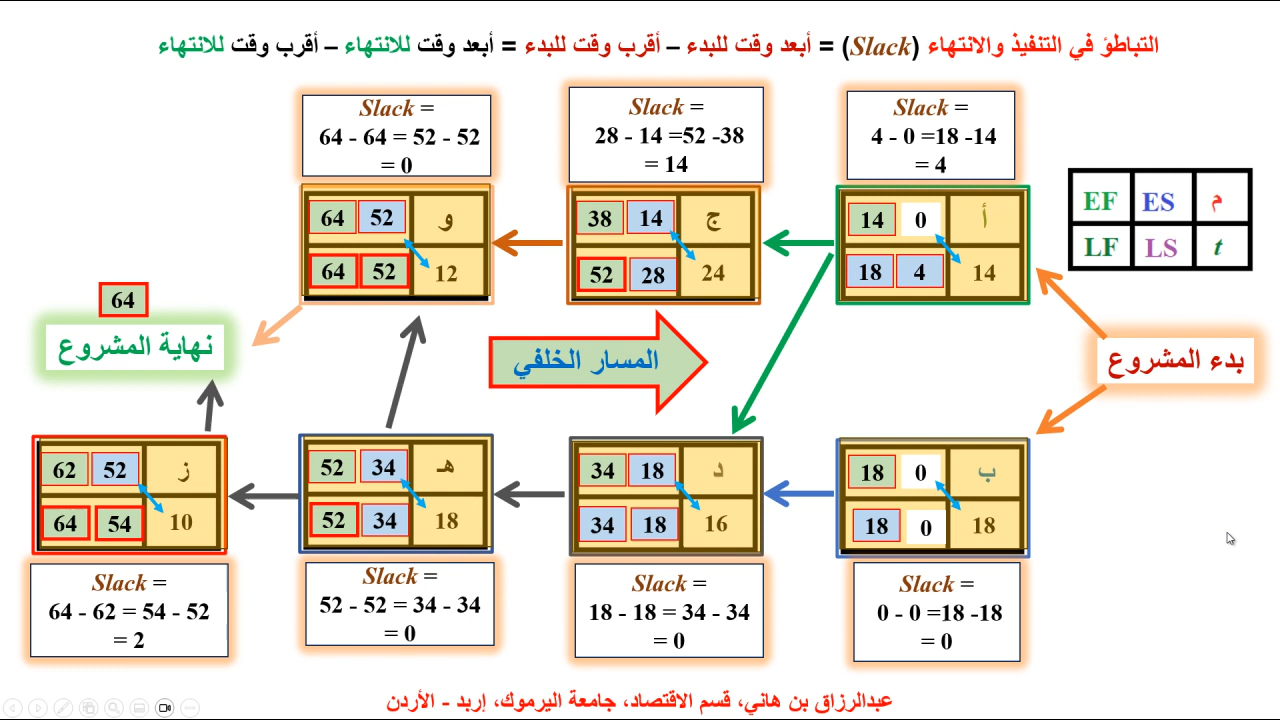 التباطؤ في التنفيذ والانتهاء (Slack) = أبعد وقت للبدء – أقرب وقت للبدء = أبعد وقت للانتهاء – أقرب وقت للانتهاء
Slack =
4 - 0 =18 -14
= 4
Slack =
28 - 14 =52 -38
= 14
Slack =
64 - 64 = 52 - 52
= 0
م ES EF
t LS LF
أ 0 14
14 4 18
ج 14 38
24 28 52
و 52 64
12 52 64
64
نهاية المشروع
المسار الخلفي
بدء المشروع
ب 0 18
18 0 18
د 18 34
16 18 34
هـ 34 52
18 34 52
ز 52 62
10 54 64
Slack =
0 - 0 =18 -18
= 0
Slack =
18 - 18 = 34 - 34
= 0
Slack =
52 - 52 = 34 - 34
= 0
Slack =
64 - 62 = 54 - 52
= 2
عبدالرزاق بن هاني، قسم الاقتصاد، جامعة اليرموك، إربد - الأردن